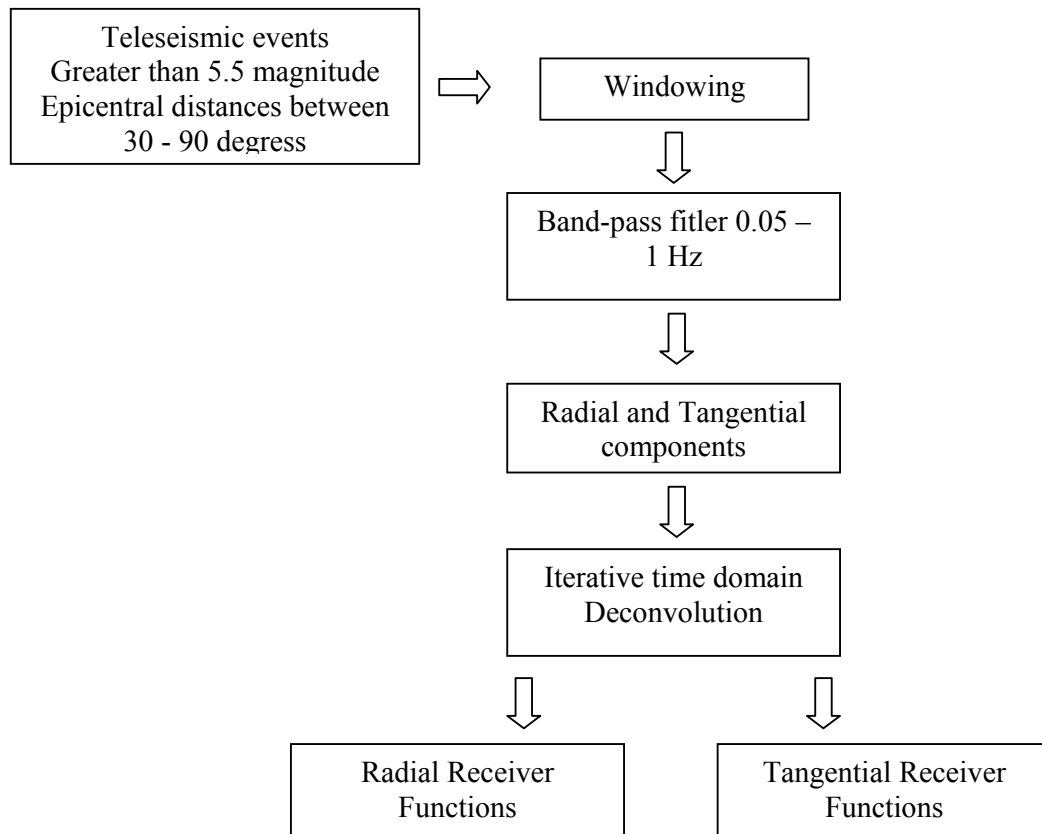 Teleseismic events
Greater than 5.5 magnitude
Epicentral distances between
30 - 90 degress
Windowing
Band-pass fitler 0.05 –
1 Hz
Radial and Tangential
components
Iterative time domain
Deconvolution
Radial Receiver
Functions
Tangential Receiver
Functions